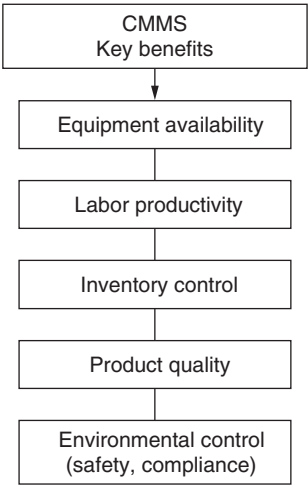 CMMS
Key benefits
Equipment availability
Labor productivity
Inventory control
Product quality
Environmental control
(safety, compliance)